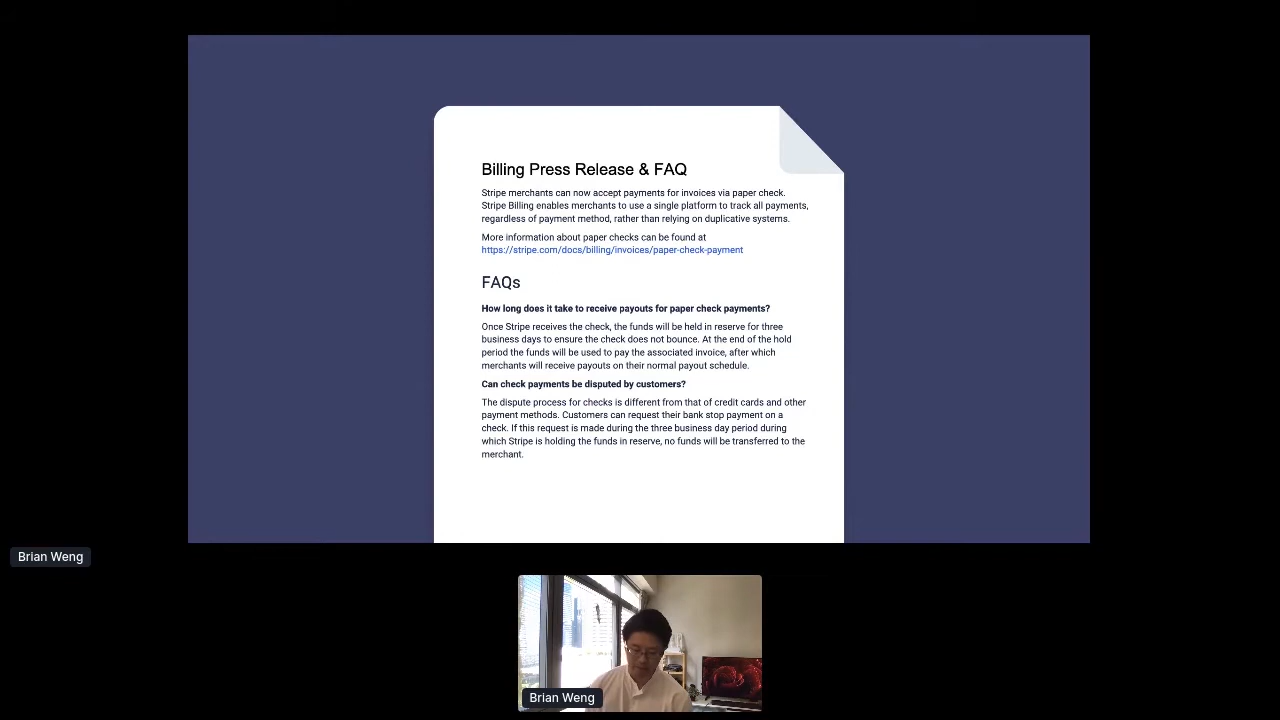 Billing Press Release & FAQ
Stripe merchants can now accept payments for invoices via paper check.
Stripe Billing enables merchants to use a single platform to track all payments,
regardless of payment method, rather than relying on duplicative systems.
More information about paper checks can be found at
https://stripe.com/docs/billing/invoices/paper-check-payment
FAQs
How long does it take to receive payouts for paper check payments?
Once Stripe receives the check, the funds will be held in reserve for three
business days to ensure the check does not bounce. At the end of the hold
period the funds will be used to pay the associated invoice, after which
merchants will receive payouts on their normal payout schedule.
Can check payments be disputed by customers?
The dispute process for checks is different from that of credit cards and other
payment methods. Customers can request their bank stop payment on a
check. If this request is made during the three business day period during
which Stripe is holding the funds in reserve, no funds will be transferred to the
merchant.
Brian Weng
Brian Weng